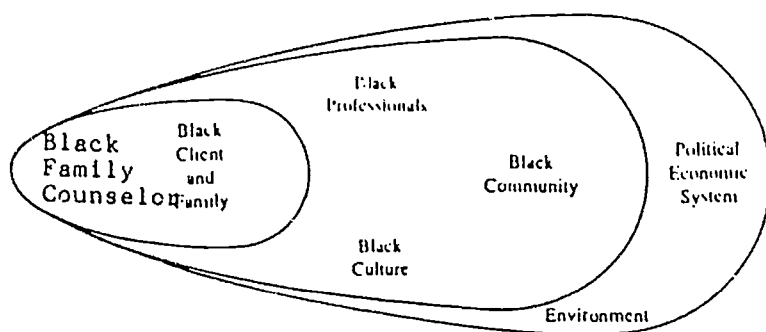 Black
Family
Counselor
Black
Client
and
Family
Black
Professionals
Black
Community
Black
Culture
Political
Economic
System
Environment